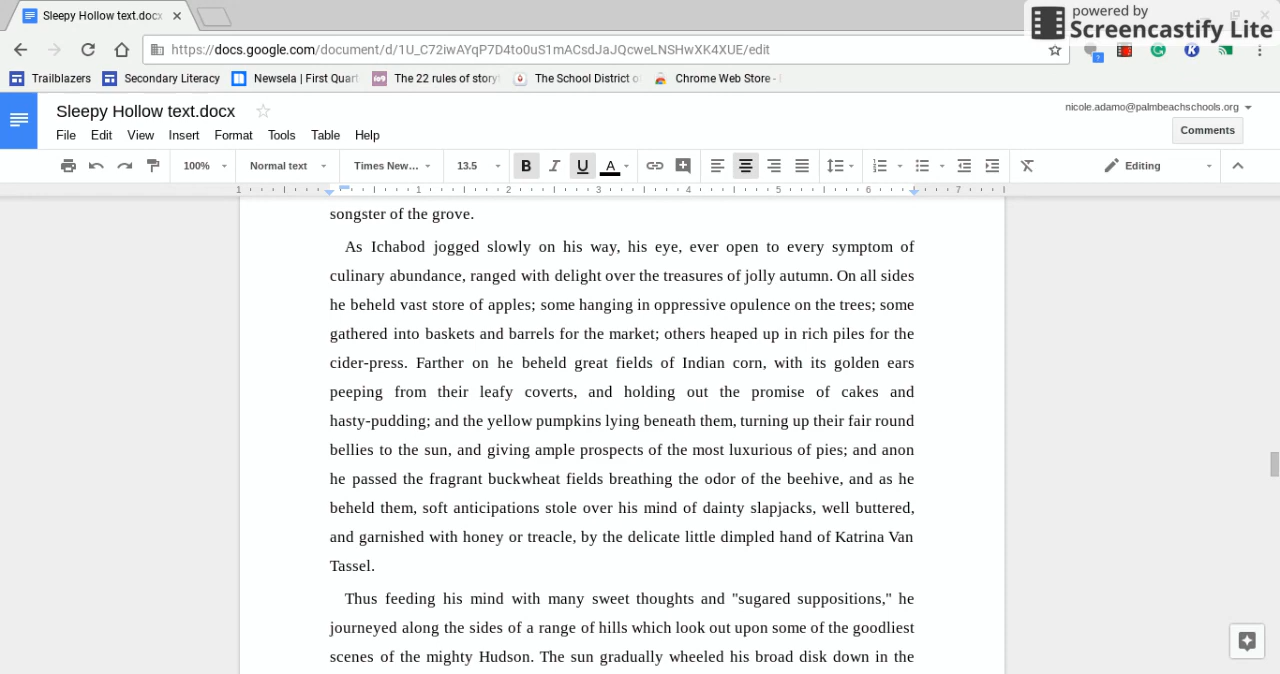 Sleepy Hollow text.docx
powered by
Screencastify Lite
https://docs.google.com/document/d/1U_C72iwAYqP7D4to0uS1mACsdJaJQcweLNSHwXK4XUE/edit
Trailblazers Secondary Literacy Newsela | First Quart The 22 rules of story The School District o Chrome Web Store -
Sleepy Hollow text.docx
nicole.adamo@palmbeachschools.org
File Edit View Insert Format Tools Table Help
Comments
100% Normal text Times New... 13.5 B I U A Editing
1 1 2 3 4 5 6 7
songster of the grove.
As Ichabod jogged slowly on his way, his eye, ever open to every symptom of
culinary abundance, ranged with delight over the treasures of jolly autumn. On all sides
he beheld vast store of apples; some hanging in oppressive opulence on the trees; some
gathered into baskets and barrels for the market; others heaped up in rich piles for the
cider-press. Farther on he beheld great fields of Indian corn, with its golden ears
peeping from their leafy coverts, and holding out the promise of cakes and
hasty-pudding; and the yellow pumpkins lying beneath them, turning up their fair round
bellies to the sun, and giving ample prospects of the most luxurious of pies; and anon
he passed the fragrant buckwheat fields breathing the odor of the beehive, and as he
beheld them, soft anticipations stole over his mind of dainty slapjacks, well buttered,
and garnished with honey or treacle, by the delicate little dimpled hand of Katrina Van
Tassel.
Thus feeding his mind with many sweet thoughts and "sugared suppositions," he
journeyed along the sides of a range of hills which look out upon some of the goodliest
scenes of the mighty Hudson. The sun gradually wheeled his broad disk down in the